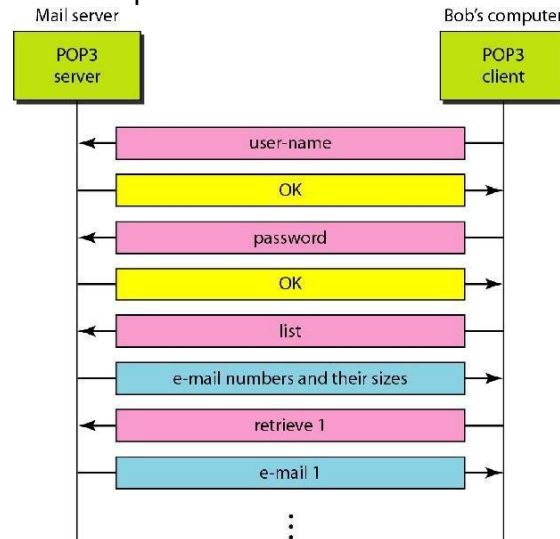 Mail server
Bob's computer
POP3
server
POP3
client
user-name
OK
password
OK
list
e-mail numbers and their sizes
retrieve 1
e-mail 1